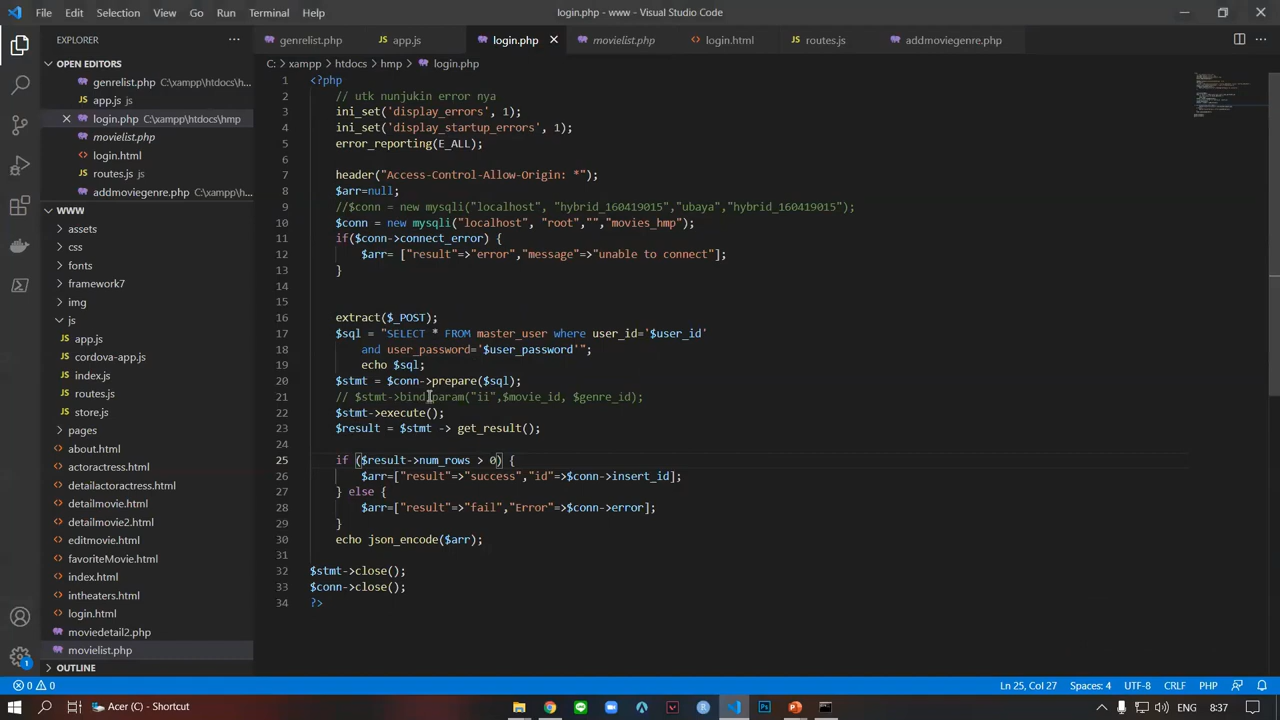 File Edit Selection View Go Run Terminal Help
login.php - www - Visual Studio Code
EXPLORER
OPEN EDITORS
genrelist.php C:\xampp\htdocs\h...
app.js
login.php C:\xampp\htdocs\hmp
movielist.php
login.html
routes.js
addmoviegenre.php C:\xampp\h...
WWW
assets
css
fonts
framework7
img
js
app.js
cordova-app.js
index.js
routes.js
store.js
pages
about.html
actoractress.html
detailactoractress.html
detailmovie.html
detailmovie2.html
editmovie.html
favoriteMovie.html
index.html
intheaters.html
login.html
moviedetail2.php
movielist.php
OUTLINE
genrelist.php app.js login.php movielist.php login.html routes.js addmoviegenre.php
C: > xampp > htdocs > hmp > login.php
1 <?php
2 // utk nunjukin error nya
3 ini_set('display_errors', 1);
4 ini_set('display_startup_errors', 1);
5 error_reporting(E_ALL);
6
7 header("Access-Control-Allow-Origin: *");
8 $arr=null;
9 //$conn = new mysqli("localhost", "hybrid_160419015","ubaya","hybrid_160419015");
10 $conn = new mysqli("localhost", "root","","movies_hmp");
11 if($conn->connect_error) {
12 $arr= ["result"=>"error","message"=>"unable to connect"];
13 }
14
15
16 extract($_POST);
17 $sql = "SELECT * FROM master_user where user_id='$user_id'
18 and user_password='$user_password'";
19 echo $sql;
20 $stmt = $conn->prepare($sql);
21 // $stmt->bind_param("ii",$movie_id, $genre_id);
22 $stmt->execute();
23 $result = $stmt -> get_result();
24
25 if ($result->num_rows > 0) {
26 $arr=["result"=>"success","id"=>$conn->insert_id];
27 } else {
28 $arr=["result"=>"fail","Error"=>$conn->error];
29 }
30 echo json_encode($arr);
31
32 $stmt->close();
33 $conn->close();
34 ?>
1
0 0 Ln 25, Col 27 Spaces: 4 UTF-8 CRLF PHP
Acer (C) - Shortcut
ENG 8:37